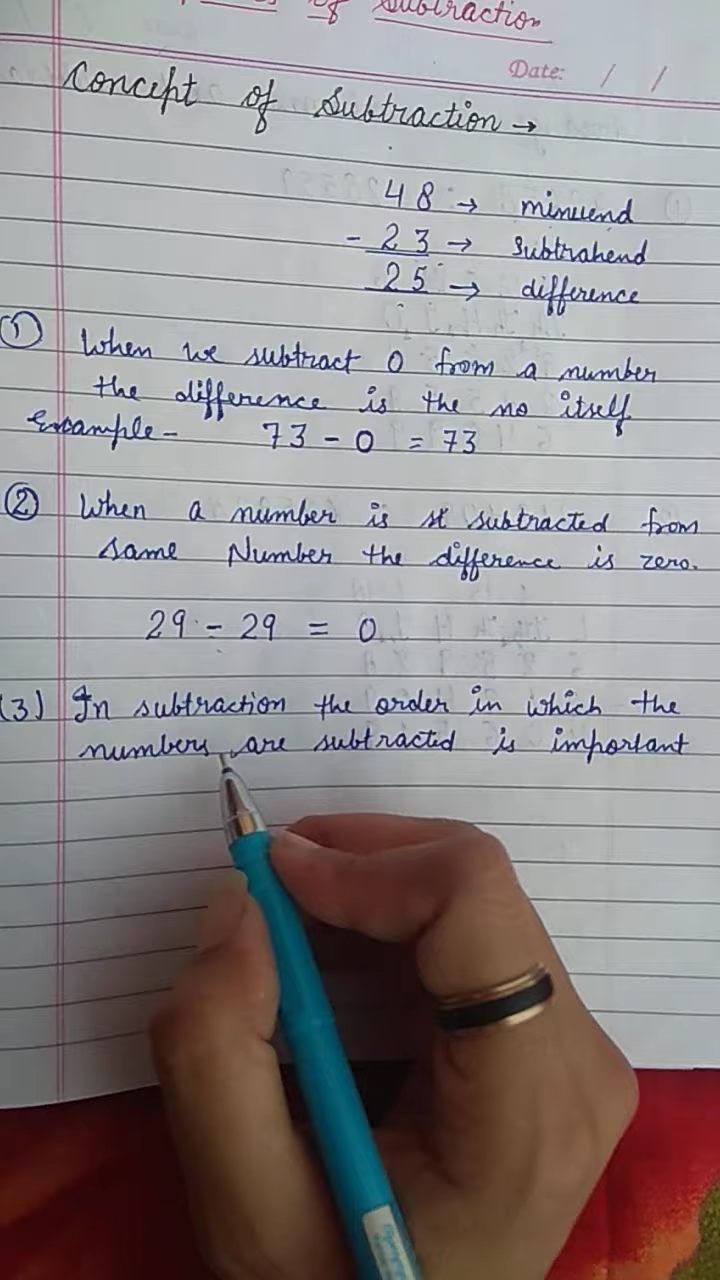 of Subtraction
Date: / /
Concept of Subtraction →
48 → minuend
- 23 → Subtrahend
25 → difference
① When we subtract 0 from a number
the difference is the no itself
Example - 73 - 0 = 73
② When a number is st subtracted from
same Number the difference is zero.
29 - 29 = 0
(3) In subtraction the order in which the
numbers are subtracted is important